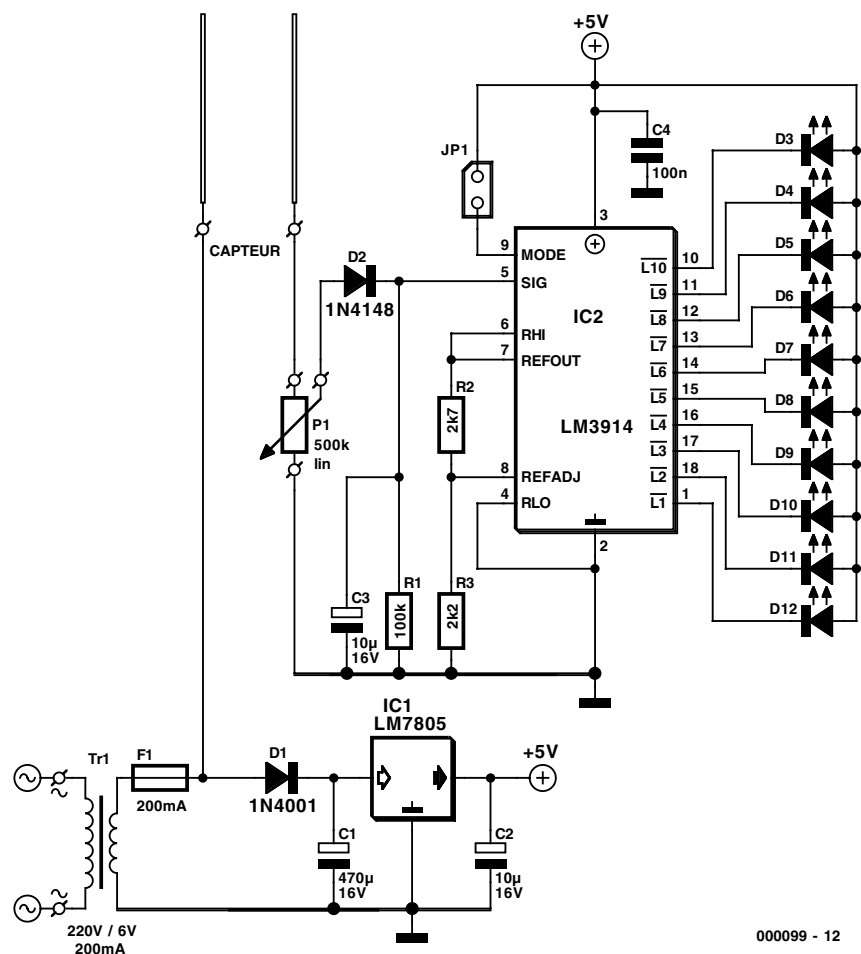 +5V
C4
100n
JP1
3
9
MODE
5
SIG
IC2
6
RHI
7
REFOUT
LM3914
8
REFADJ
4
RLO
2
L10
10
L9
11
L8
12
L7
13
L6
14
L5
15
L4
16
L3
17
L2
18
L1
1
D3
D4
D5
D6
D7
D8
D9
D10
D11
D12
CAPTEUR
D2
1N4148
P1
500k
lin
R2
2k7
R3
2k2
R1
100k
C3
10µ
16V
IC1
LM7805
+5V
Tr1
F1
200mA
D1
1N4001
C1
470µ
16V
C2
10µ
16V
220V / 6V
200mA
000099 - 12